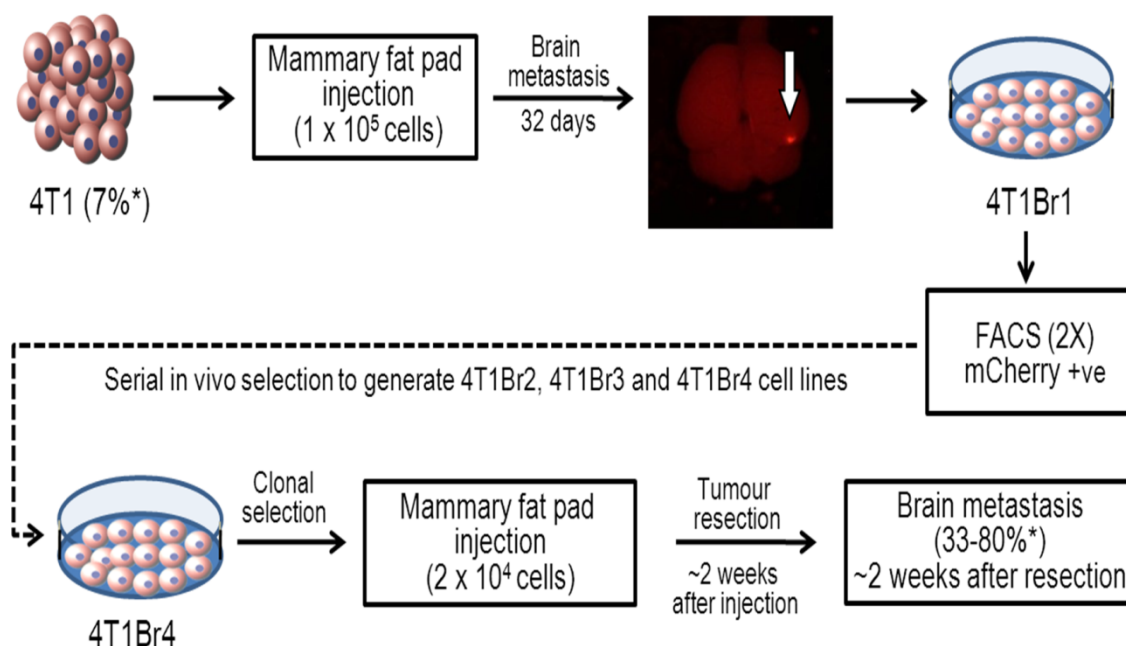 4T1 (7%*)
Mammary fat pad
injection
(1 x 10⁵ cells)
Brain
metastasis
32 days
4T1Br1
FACS (2X)
mCherry +ve
Serial in vivo selection to generate 4T1Br2, 4T1Br3 and 4T1Br4 cell lines
4T1Br4
Clonal
selection
Mammary fat pad
injection
(2 x 10⁴ cells)
Tumour
resection
~2 weeks
after injection
Brain metastasis
(33-80%*)
~2 weeks after resection